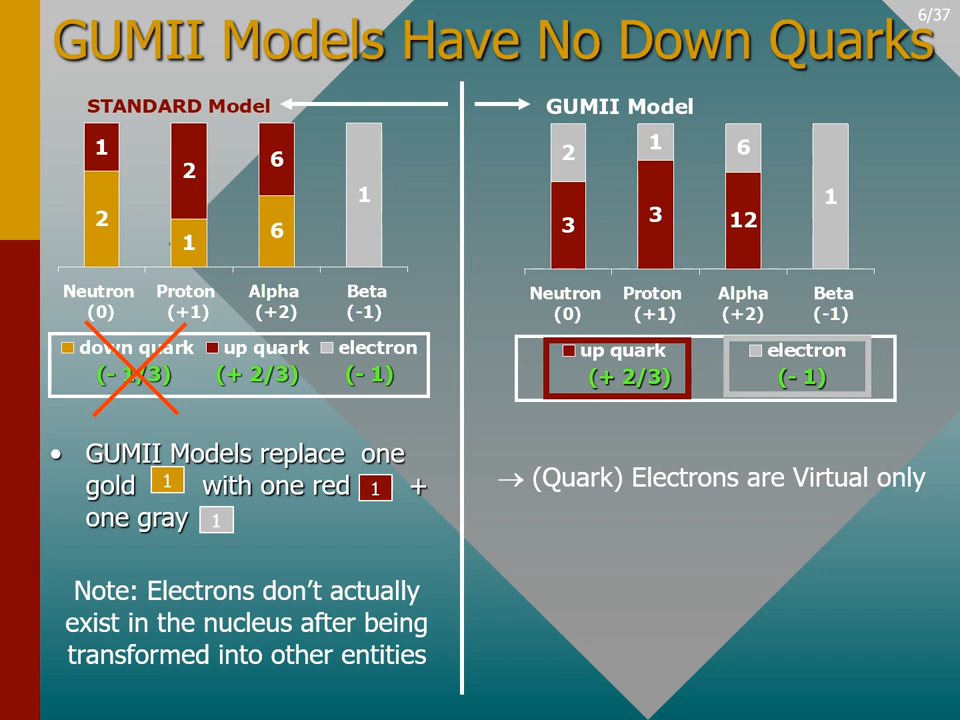 6/37
GUMII Models Have No Down Quarks
STANDARD Model
1
2
6
1
2
1
6
Neutron Proton Alpha Beta
(0) (+1) (+2) (-1)
down quark up quark electron
(- 1/3) (+ 2/3) (- 1)
• GUMII Models replace one
gold 1 with one red 1 +
one gray 1
Note: Electrons don’t actually
exist in the nucleus after being
transformed into other entities
GUMII Model
2
1
6
1
3
3
12
Neutron Proton Alpha Beta
(0) (+1) (+2) (-1)
up quark electron
(+ 2/3) (- 1)
→ (Quark) Electrons are Virtual only